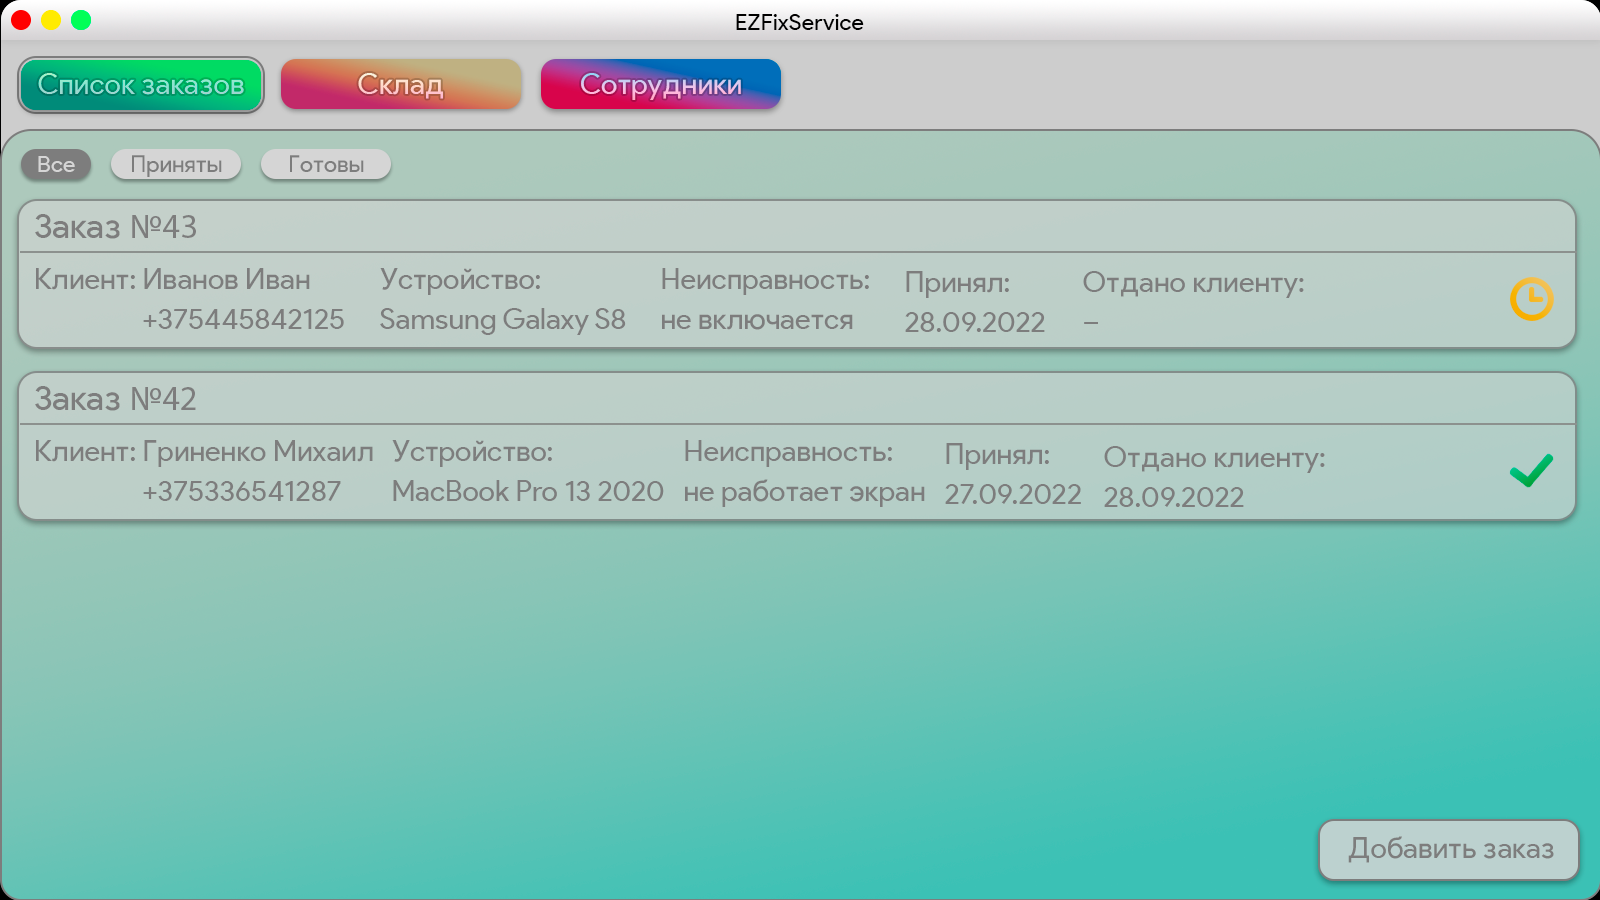 EZFixService
Список заказов
Склад
Сотрудники
Все
Приняты
Готовы
Заказ №43
Клиент: Иванов Иван
+375445842125
Устройство:
Samsung Galaxy S8
Неисправность:
не включается
Принял:
28.09.2022
Отдано клиенту:
–
Заказ №42
Клиент: Гриненко Михаил
+375336541287
Устройство:
MacBook Pro 13 2020
Неисправность:
не работает экран
Принял:
27.09.2022
Отдано клиенту:
28.09.2022
Добавить заказ